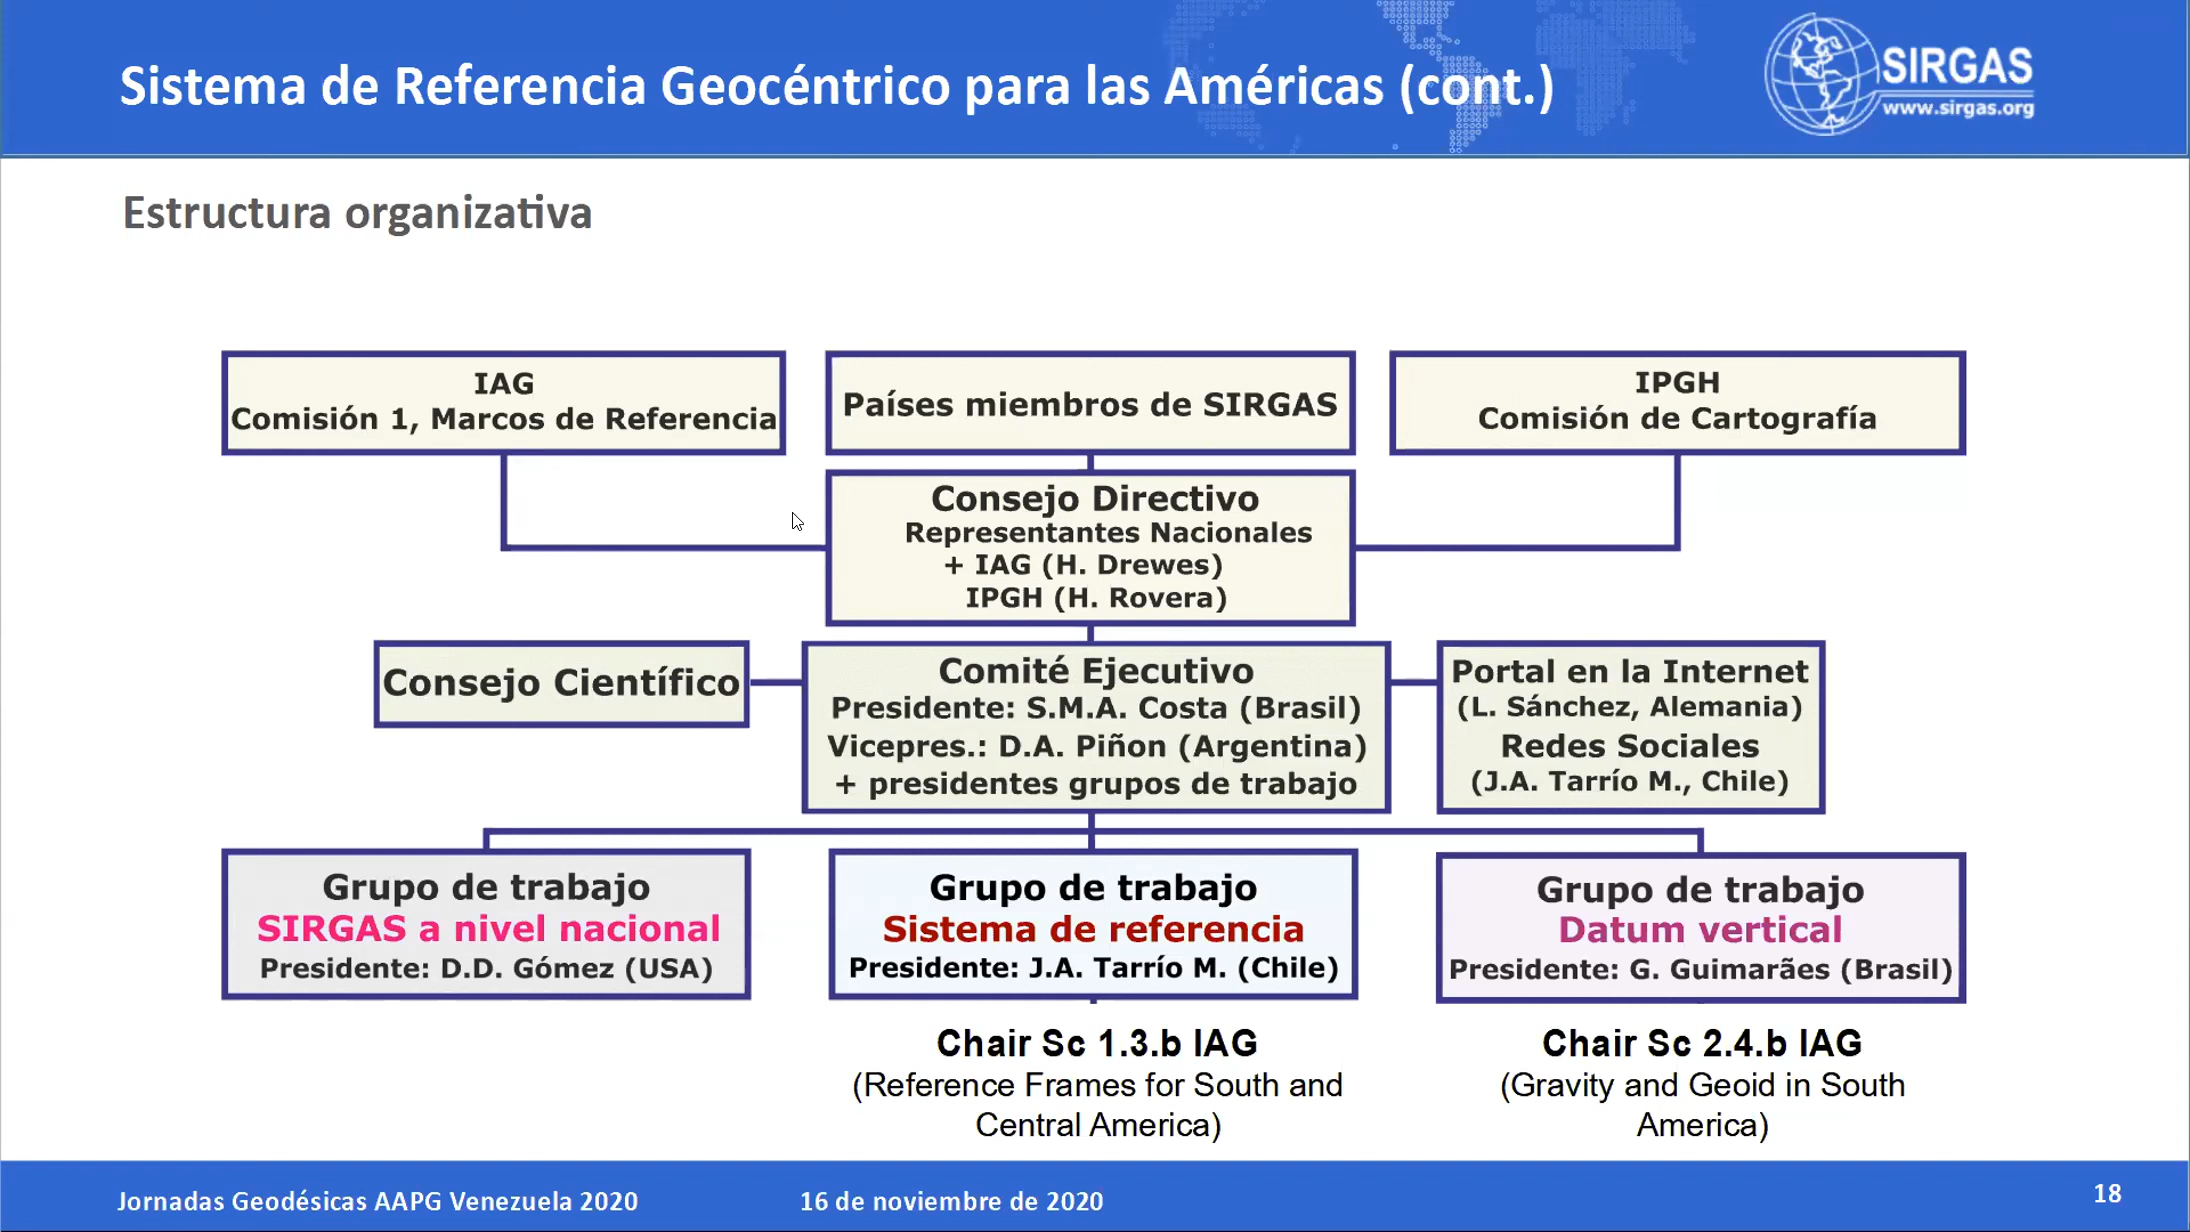 Sistema de Referencia Geocéntrico para las Américas (cont.)
SIRGAS
www.sirgas.org
Estructura organizativa
IAG
Comisión 1, Marcos de Referencia
Países miembros de SIRGAS
IPGH
Comisión de Cartografía
Consejo Directivo
Representantes Nacionales
+ IAG (H. Drewes)
IPGH (H. Rovera)
Consejo Científico
Comité Ejecutivo
Presidente: S.M.A. Costa (Brasil)
Vicepres.: D.A. Piñon (Argentina)
+ presidentes grupos de trabajo
Portal en la Internet
(L. Sánchez, Alemania)
Redes Sociales
(J.A. Tarrío M., Chile)
Grupo de trabajo
SIRGAS a nivel nacional
Presidente: D.D. Gómez (USA)
Grupo de trabajo
Sistema de referencia
Presidente: J.A. Tarrío M. (Chile)
Grupo de trabajo
Datum vertical
Presidente: G. Guimarães (Brasil)
Chair Sc 1.3.b IAG
(Reference Frames for South and
Central America)
Chair Sc 2.4.b IAG
(Gravity and Geoid in South
America)
Jornadas Geodésicas AAPG Venezuela 2020
16 de noviembre de 2020
18